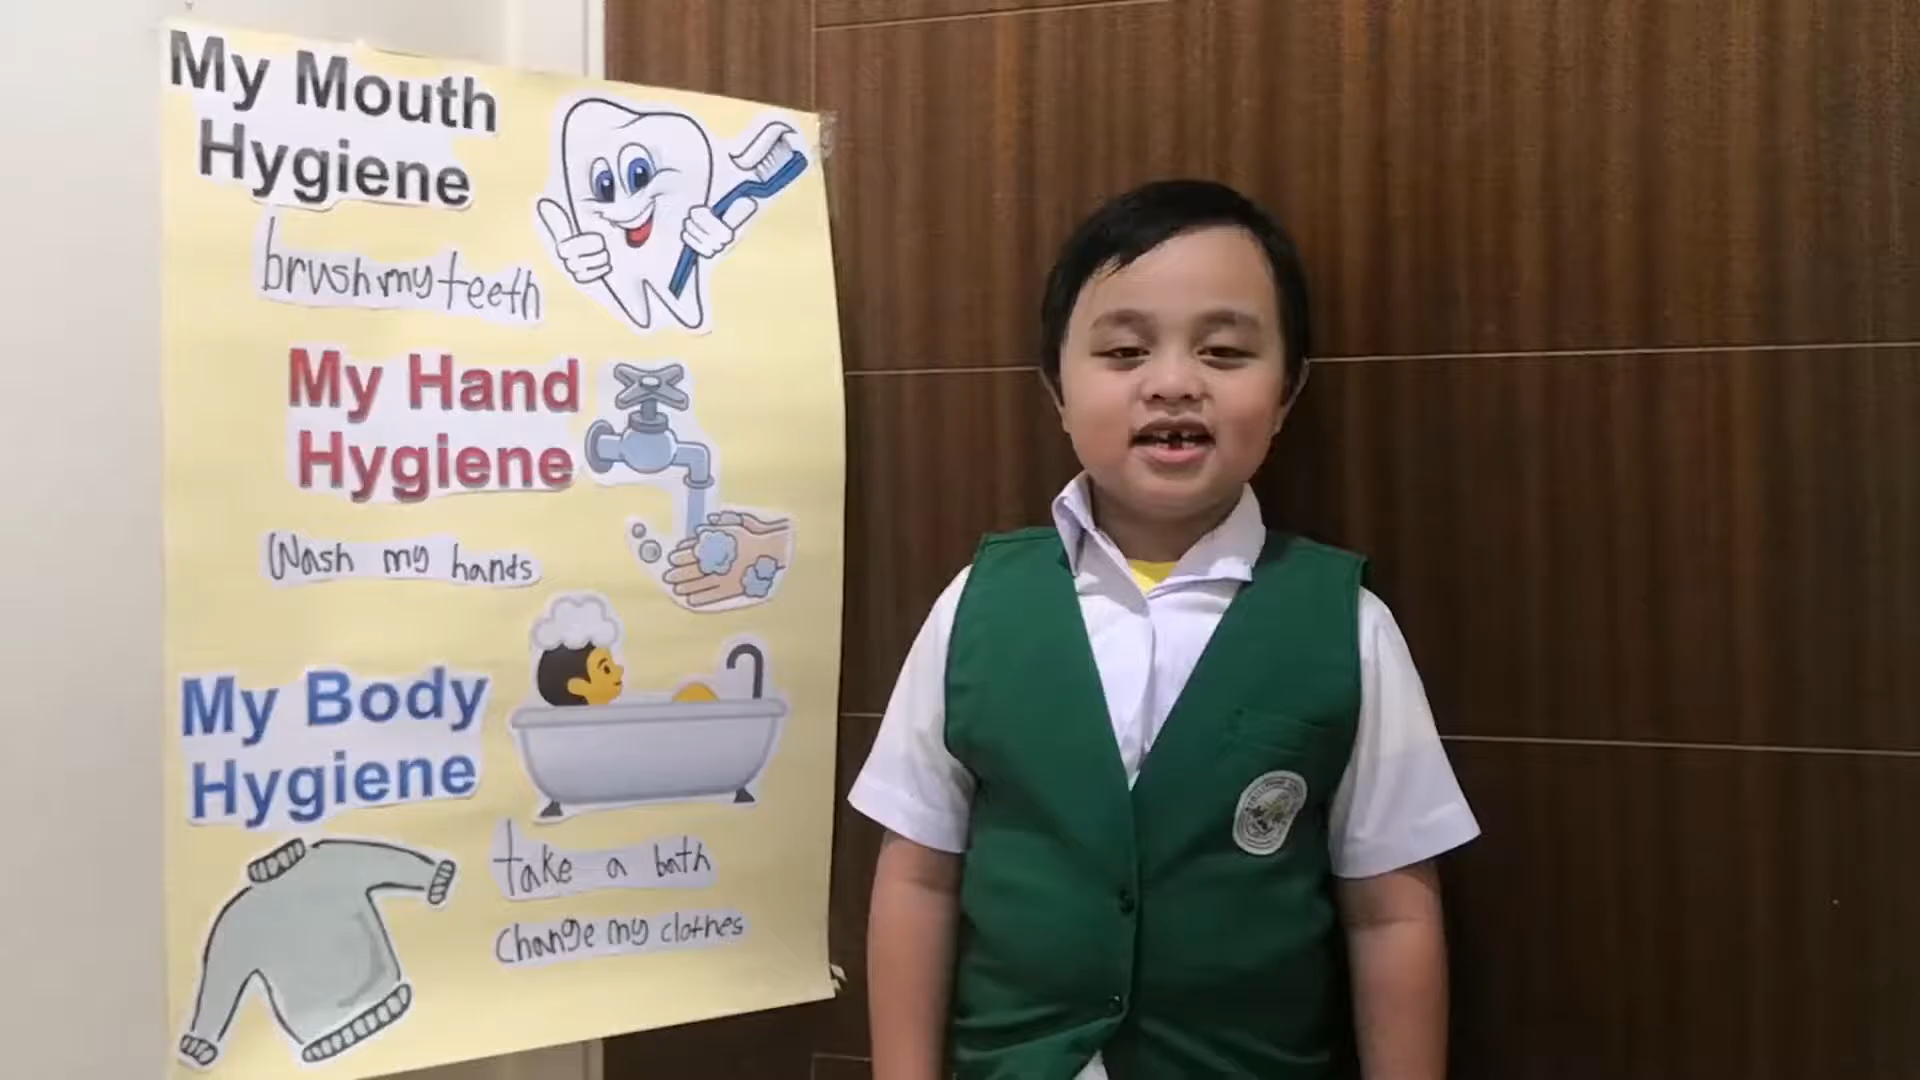 My Mouth
Hygiene
brush my teeth
My Hand
Hygiene
Wash my hands
My Body
Hygiene
take a bath
Change my clothes